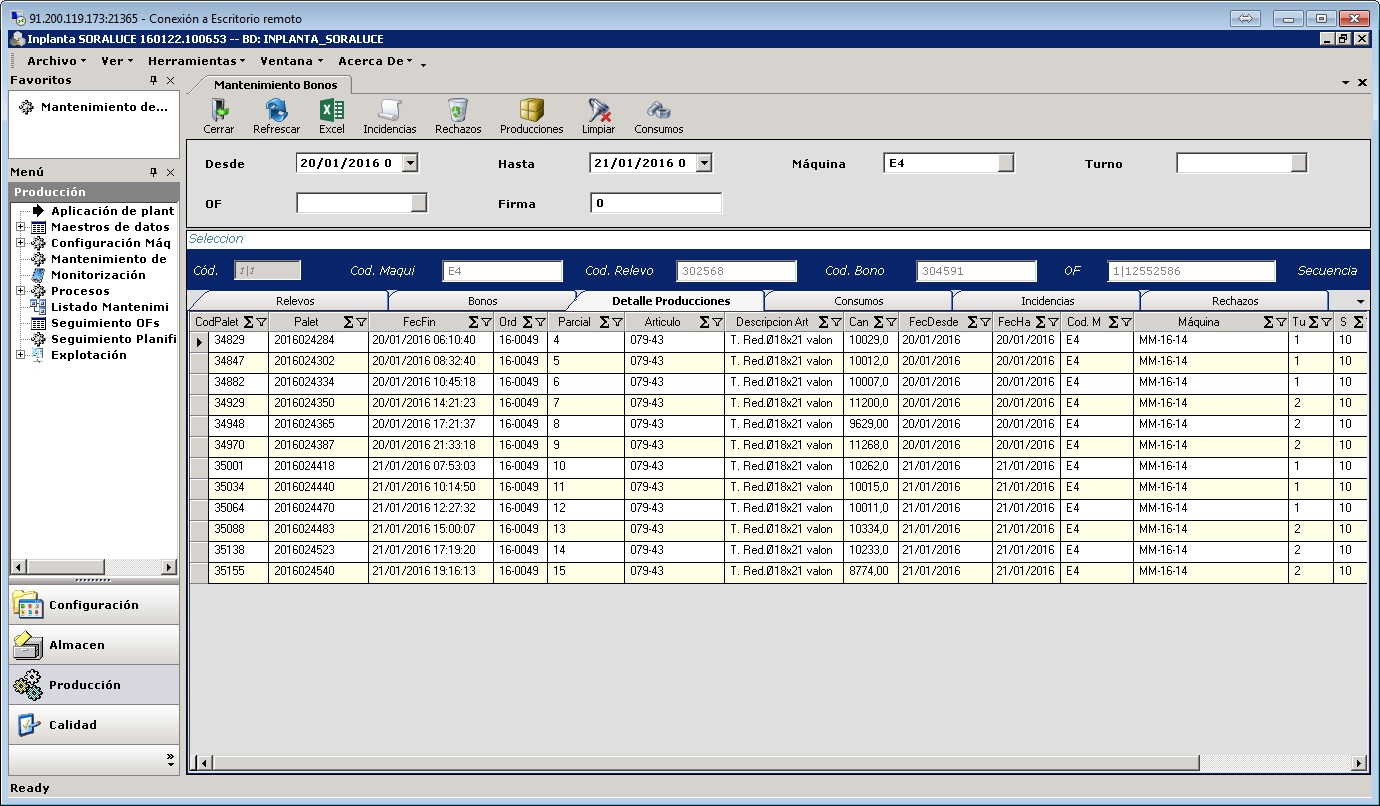 91.200.119.173:21365 - Conexión a Escritorio remoto
Inplanta SORALUCE 160122.100653 -- BD: INPLANTA_SORALUCE
Archivo Ver Herramientas Ventana Acerca De
Favoritos
Mantenimiento de...
Menú
Producción
Aplicación de plant
Maestros de datos
Configuración Máq
Mantenimiento de
Monitorización
Procesos
Listado Mantenimi
Seguimiento OFs
Seguimiento Planifi
Explotación
Configuración
Almacen
Producción
Calidad
Mantenimiento Bonos
Cerrar Refrescar Excel Incidencias Rechazos Producciones Limpiar Consumos
Desde 20/01/2016 0 Hasta 21/01/2016 0 Máquina E4 Turno
OF Firma 0
Seleccion
Cód. 1|1 Cod. Maqui E4 Cod. Relevo 302568 Cod. Bono 304591 OF 1|12552586 Secuencia
Relevos Bonos Detalle Producciones Consumos Incidencias Rechazos
CodPalet Σ Palet Σ FecFin Σ Ord Σ Parcial Σ Articulo Σ Descripcion Art Σ Can Σ FecDesde Σ FecHa Σ Cod. M Σ Máquina Σ Tu Σ S Σ
34829 2016024284 20/01/2016 06:10:40 16-0049 4 079-43 T. Red.Ø18x21 valon 10029,0 20/01/2016 20/01/2016 E4 MM-16-14 1 10
34847 2016024302 20/01/2016 08:32:40 16-0049 5 079-43 T. Red.Ø18x21 valon 10012,0 20/01/2016 20/01/2016 E4 MM-16-14 1 10
34882 2016024334 20/01/2016 10:45:18 16-0049 6 079-43 T. Red.Ø18x21 valon 10007,0 20/01/2016 20/01/2016 E4 MM-16-14 1 10
34929 2016024350 20/01/2016 14:21:23 16-0049 7 079-43 T. Red.Ø18x21 valon 11200,0 20/01/2016 20/01/2016 E4 MM-16-14 2 10
34948 2016024365 20/01/2016 17:21:37 16-0049 8 079-43 T. Red.Ø18x21 valon 9629,00 20/01/2016 20/01/2016 E4 MM-16-14 2 10
34970 2016024387 20/01/2016 21:33:18 16-0049 9 079-43 T. Red.Ø18x21 valon 11268,0 20/01/2016 20/01/2016 E4 MM-16-14 2 10
35001 2016024418 21/01/2016 07:53:03 16-0049 10 079-43 T. Red.Ø18x21 valon 10262,0 21/01/2016 21/01/2016 E4 MM-16-14 1 10
35034 2016024440 21/01/2016 10:14:50 16-0049 11 079-43 T. Red.Ø18x21 valon 10015,0 21/01/2016 21/01/2016 E4 MM-16-14 1 10
35064 2016024470 21/01/2016 12:27:32 16-0049 12 079-43 T. Red.Ø18x21 valon 10011,0 21/01/2016 21/01/2016 E4 MM-16-14 1 10
35088 2016024483 21/01/2016 15:00:07 16-0049 13 079-43 T. Red.Ø18x21 valon 10334,0 21/01/2016 21/01/2016 E4 MM-16-14 2 10
35138 2016024523 21/01/2016 17:19:20 16-0049 14 079-43 T. Red.Ø18x21 valon 10233,0 21/01/2016 21/01/2016 E4 MM-16-14 2 10
35155 2016024540 21/01/2016 19:16:13 16-0049 15 079-43 T. Red.Ø18x21 valon 8774,00 21/01/2016 21/01/2016 E4 MM-16-14 2 10
Ready